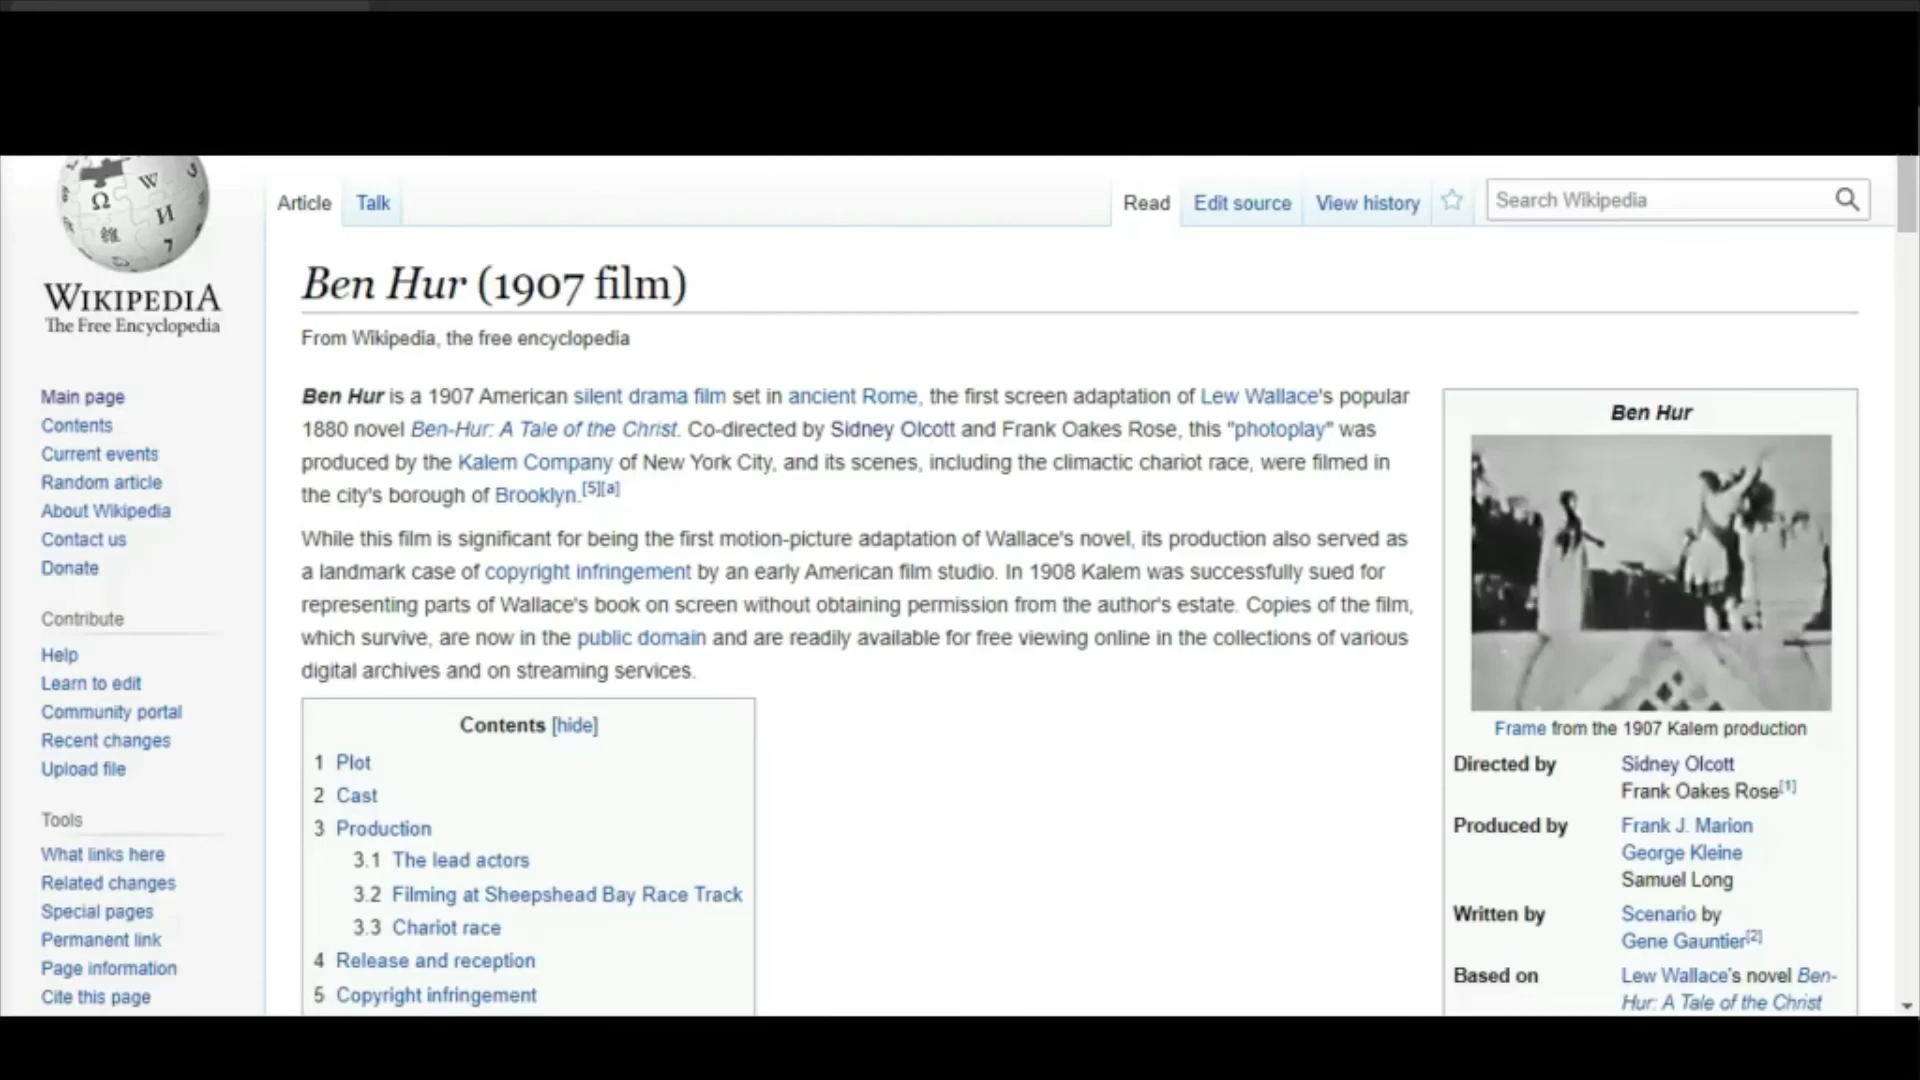 WIKIPEDIA
The Free Encyclopedia
Main page
Contents
Current events
Random article
About Wikipedia
Contact us
Donate
Contribute
Help
Learn to edit
Community portal
Recent changes
Upload file
Tools
What links here
Related changes
Special pages
Permanent link
Page information
Cite this page
Article Talk Read Edit source View history Search Wikipedia
Ben Hur (1907 film)
From Wikipedia, the free encyclopedia
Ben Hur is a 1907 American silent drama film set in ancient Rome, the first screen adaptation of Lew Wallace's popular
1880 novel Ben-Hur: A Tale of the Christ. Co-directed by Sidney Olcott and Frank Oakes Rose, this "photoplay" was
produced by the Kalem Company of New York City, and its scenes, including the climactic chariot race, were filmed in
the city's borough of Brooklyn.[5][a]
While this film is significant for being the first motion-picture adaptation of Wallace's novel, its production also served as
a landmark case of copyright infringement by an early American film studio. In 1908 Kalem was successfully sued for
representing parts of Wallace's book on screen without obtaining permission from the author's estate. Copies of the film,
which survive, are now in the public domain and are readily available for free viewing online in the collections of various
digital archives and on streaming services.
Contents [hide]
1 Plot
2 Cast
3 Production
3.1 The lead actors
3.2 Filming at Sheepshead Bay Race Track
3.3 Chariot race
4 Release and reception
5 Copyright infringement
Ben Hur
Frame from the 1907 Kalem production
Directed by Sidney Olcott
Frank Oakes Rose[1]
Produced by Frank J. Marion
George Kleine
Samuel Long
Written by Scenario by
Gene Gauntier[2]
Based on Lew Wallace's novel Ben-
Hur: A Tale of the Christ